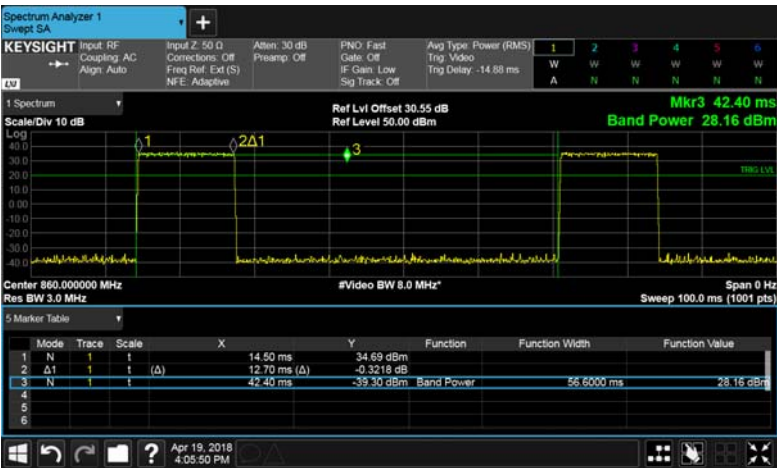 Spectrum Analyzer 1
Swept SA
+
KEYSIGHT Input: RF Input Z: 50 Ω Atten: 30 dB PNO: Fast Avg Type: Power (RMS) 1 2 3 4 5 6
Coupling: AC Corrections: Off Preamp: Off Gate: Off Trig: Video W W W W W W
Align: Auto Freq Ref: Ext (S) IF Gain: Low Trig Delay: -14.88 ms
LXI NFE: Adaptive Sig Track: Off A N N N N N
1 Spectrum Ref Lvl Offset 30.55 dB Mkr3 42.40 ms
Scale/Div 10 dB Ref Level 50.00 dBm Band Power 28.16 dBm
Log
40.0 1 2Δ1 3
30.0
20.0 TRIG LVL
10.0
0.00
-10.0
-20.0
-30.0
-40.0
Center 860.000000 MHz #Video BW 8.0 MHz* Span 0 Hz
Res BW 3.0 MHz Sweep 100.0 ms (1001 pts)
5 Marker Table
Mode Trace Scale X Y Function Function Width Function Value
1 N 1 t 14.50 ms 34.69 dBm
2 Δ1 1 t (Δ) 12.70 ms (Δ) -0.3218 dB
3 N 1 t 42.40 ms -39.30 dBm Band Power 56.6000 ms 28.16 dBm
4
5
6
? Apr 19, 2018
4:05:50 PM